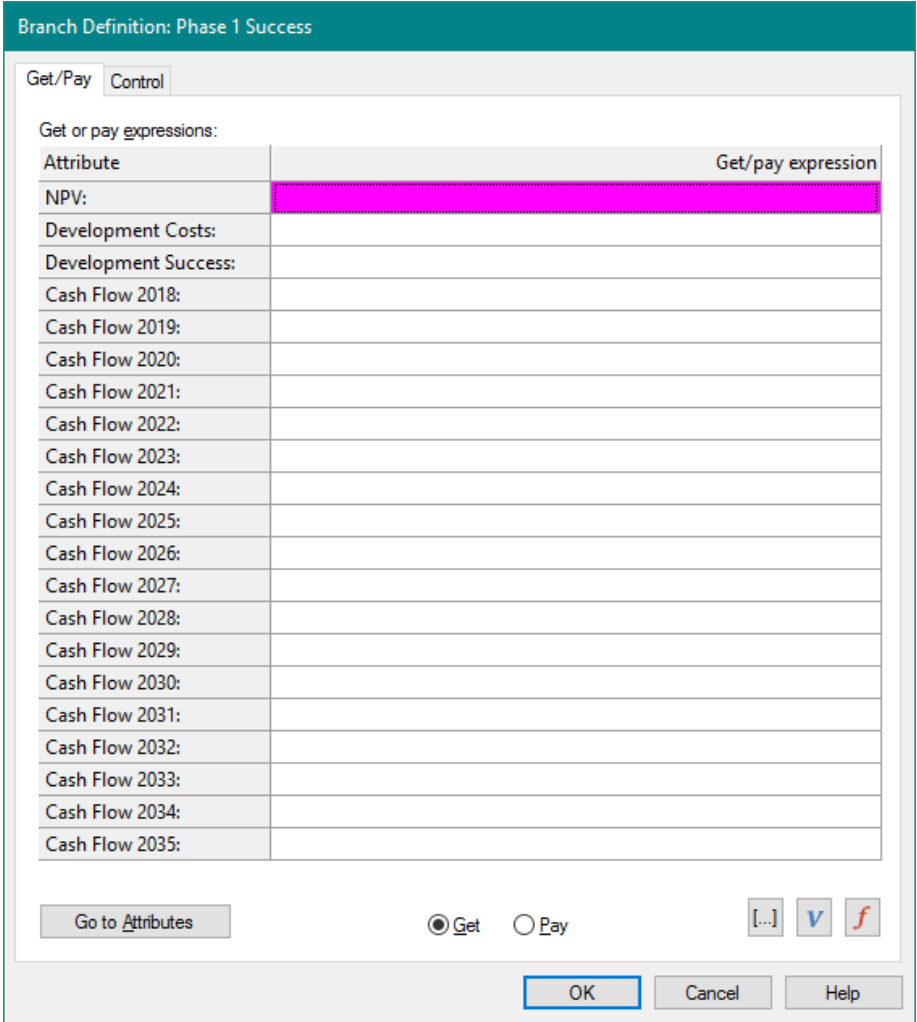 Branch Definition: Phase 1 Success
Get/Pay Control
Get or pay expressions:
Attribute Get/pay expression
NPV:
Development Costs:
Development Success:
Cash Flow 2018:
Cash Flow 2019:
Cash Flow 2020:
Cash Flow 2021:
Cash Flow 2022:
Cash Flow 2023:
Cash Flow 2024:
Cash Flow 2025:
Cash Flow 2026:
Cash Flow 2027:
Cash Flow 2028:
Cash Flow 2029:
Cash Flow 2030:
Cash Flow 2031:
Cash Flow 2032:
Cash Flow 2033:
Cash Flow 2034:
Cash Flow 2035:
Go to Attributes Get Pay [...] V f
OK Cancel Help